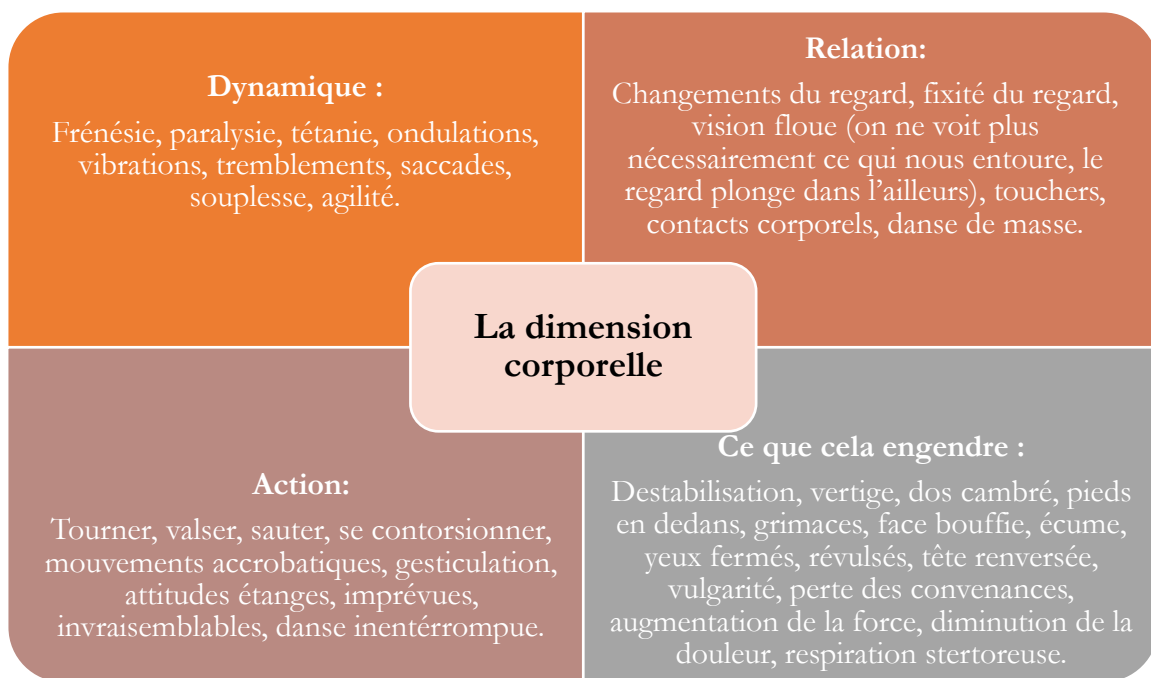 Dynamique :
Frénésie, paralysie, tétanie, ondulations,
vibrations, tremblements, saccades,
souplesse, agilité.
Relation:
Changements du regard, fixité du regard,
vision floue (on ne voit plus
nécessairement ce qui nous entoure, le
regard plonge dans l'ailleurs), touchers,
contacts corporels, danse de masse.
La dimension
corporelle
Action:
Tourner, valser, sauter, se contorsionner,
mouvements accrobatiques, gesticulation,
attitudes étanges, imprévues,
invraisemblables, danse inentérrompue.
Ce que cela engendre :
Destabilisation, vertige, dos cambré, pieds
en dedans, grimaces, face bouffie, écume,
yeux fermés, révulsés, tête renversée,
vulgarité, perte des convenances,
augmentation de la force, diminution de la
douleur, respiration stertoreuse.